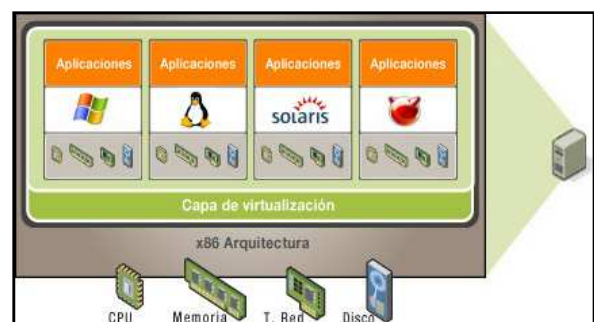 Aplicaciones Aplicaciones Aplicaciones Aplicaciones
solaris
Capa de virtualización
x86 Arquitectura
CPU Memoria T. Red Disco